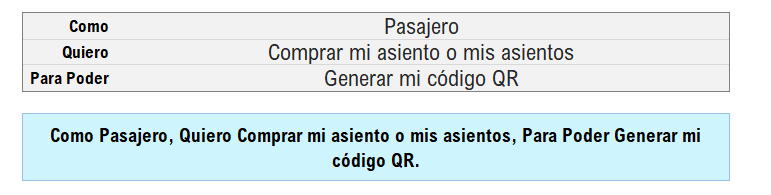 Como Pasajero
Quiero Comprar mi asiento o mis asientos
Para Poder Generar mi código QR
Como Pasajero, Quiero Comprar mi asiento o mis asientos, Para Poder Generar mi
código QR.